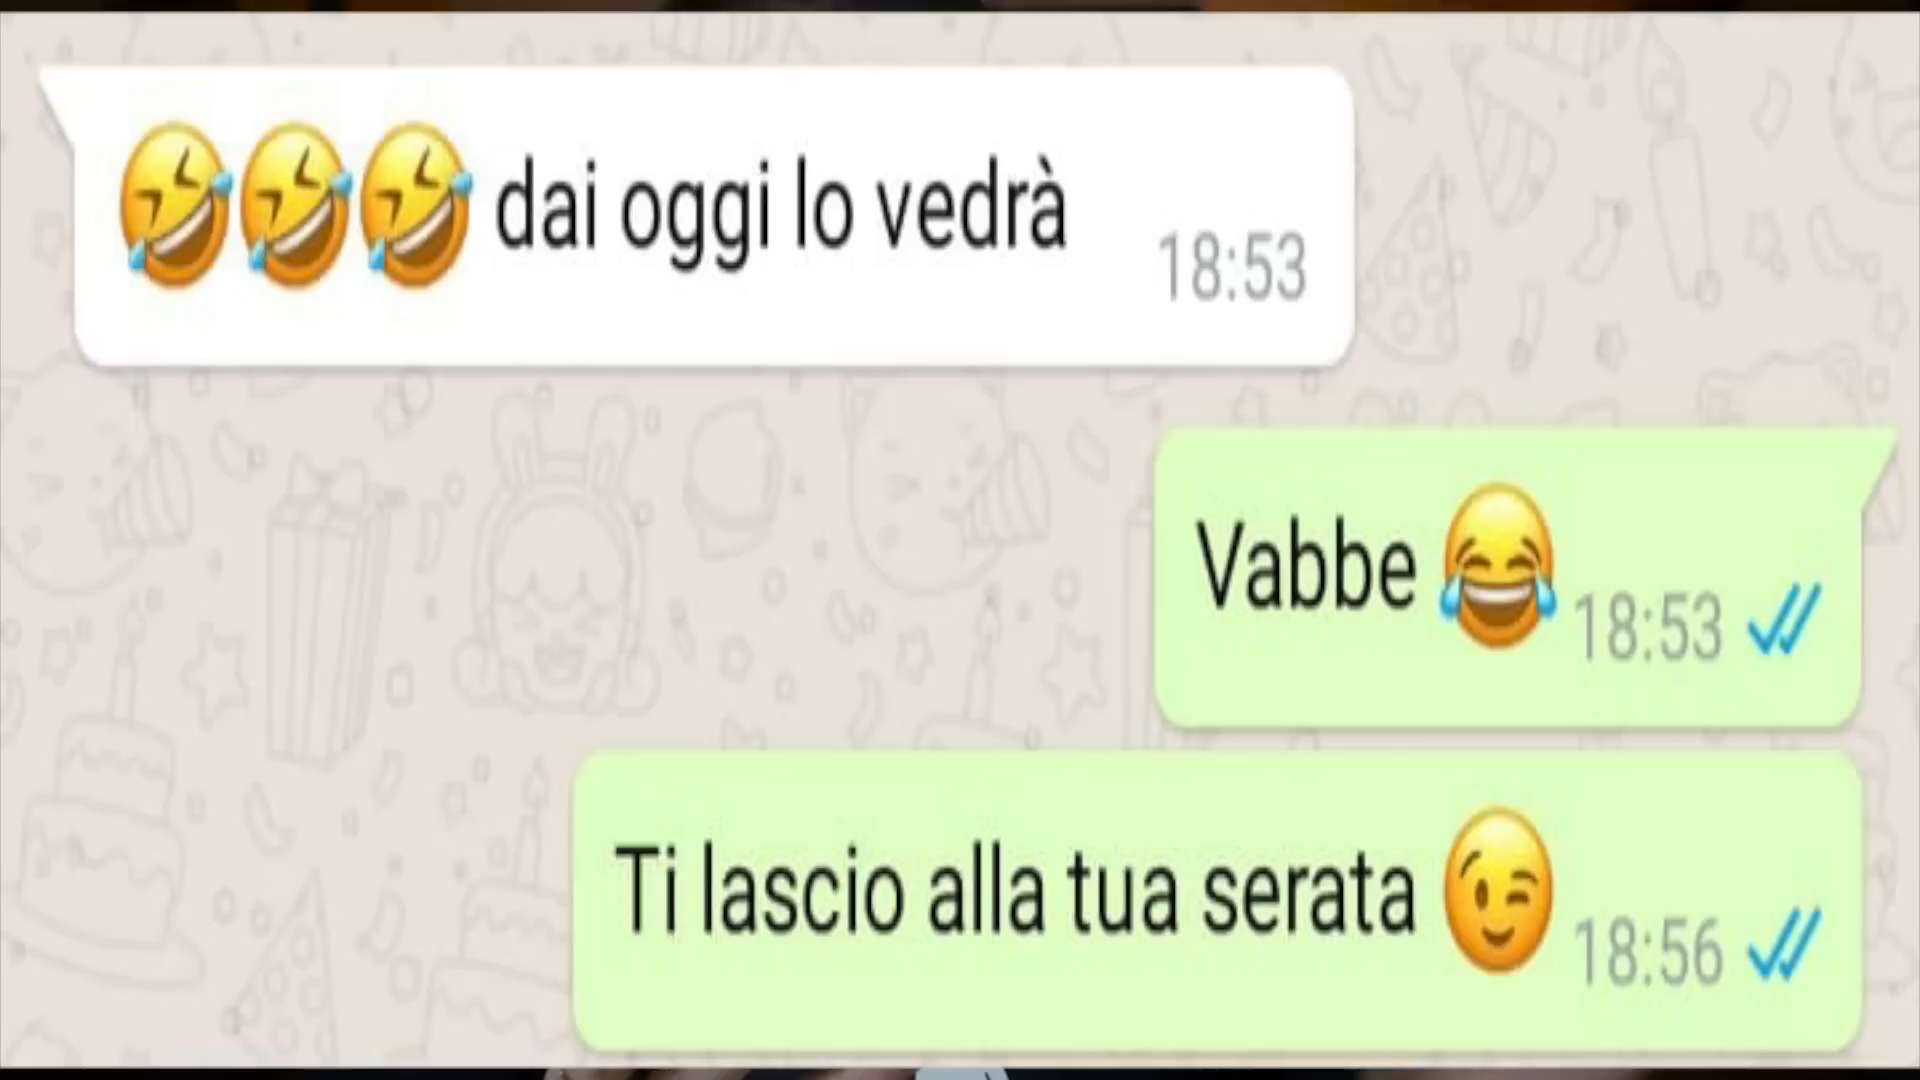 🤣🤣🤣 dai oggi lo vedrà
18:53
Vabbe 😂 18:53
Ti lascio alla tua serata 😉 18:56